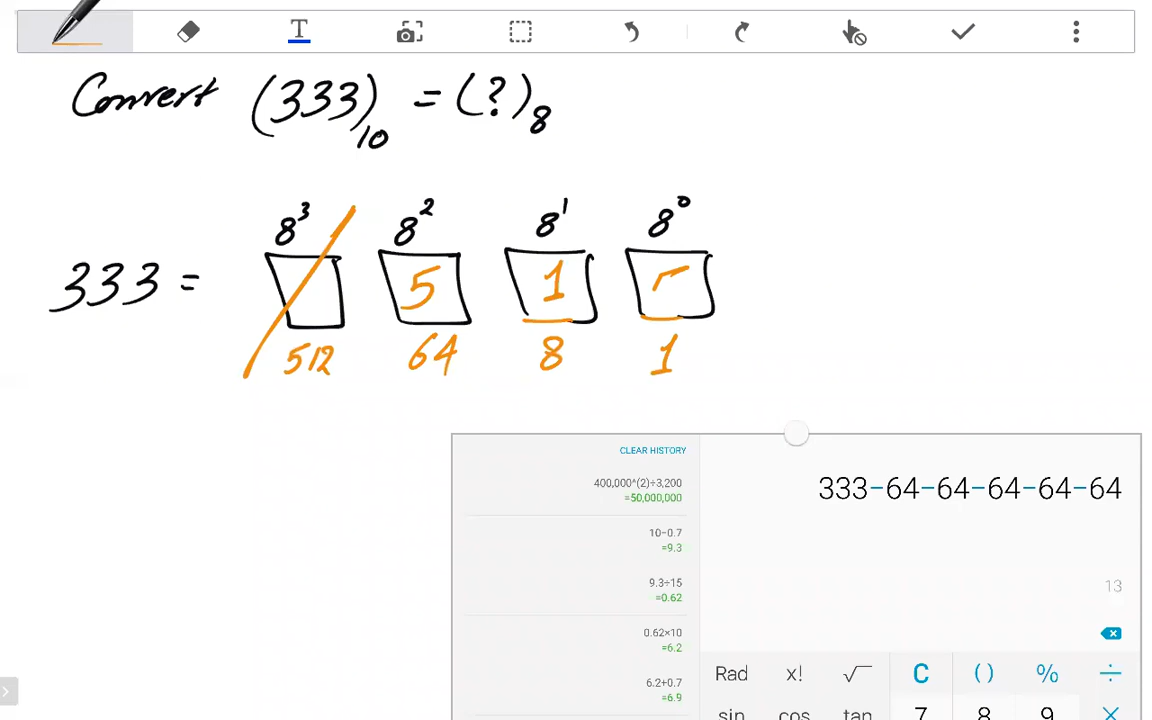 T
Convert (333)10 = (?)8
8³ 8² 8¹ 8⁰
333 = 5 1
512 64 8 1
CLEAR HISTORY
400,000^(2)÷3,200
=50,000,000
10−0.7
=9.3
9.3÷15
=0.62
0.62×10
=6.2
6.2+0.7
=6.9
333−64−64−64−64−64
13
Rad x! √ C () % ÷
sin cos tan 7 8 9 ×